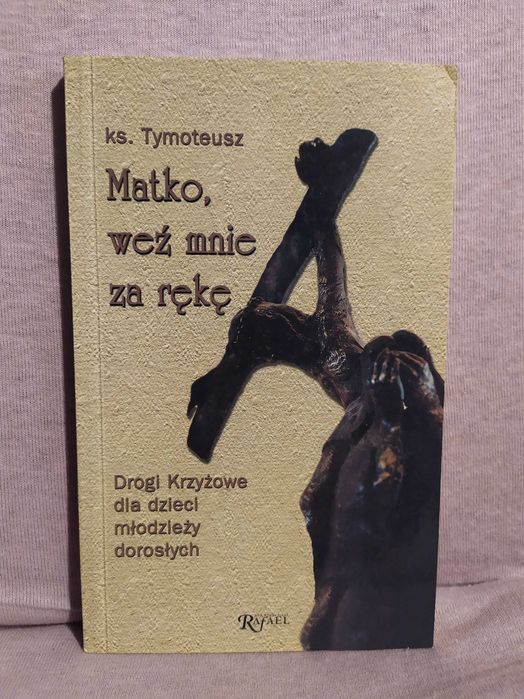 ks. Tymoteusz
Matko,
weź mnie
za rękę
Drogi Krzyżowe
dla dzieci
młodzieży
dorosłych
RAFAEL